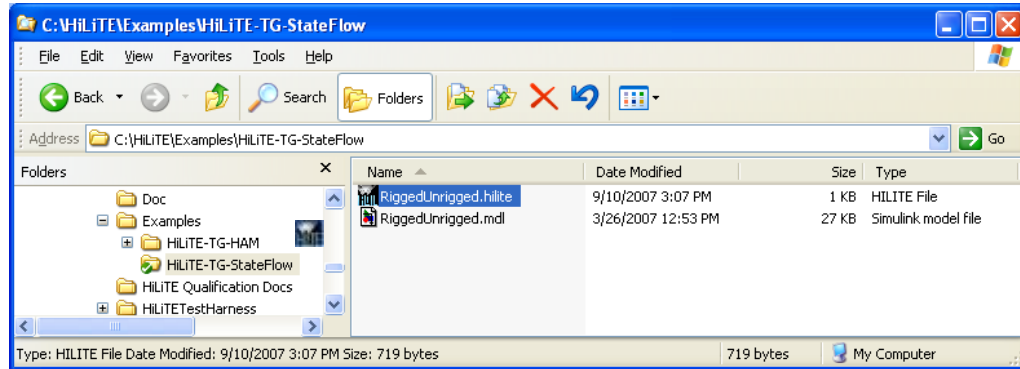 C:\HiLiTE\Examples\HiLiTE-TG-StateFlow
File Edit View Favorites Tools Help
Back Search Folders
Address C:\HiLiTE\Examples\HiLiTE-TG-StateFlow Go
Folders x Name Date Modified Size Type
Doc
Examples
HiLiTE-TG-HAM
HiLiTE-TG-StateFlow
HiLiTE Qualification Docs
HiLiTETestHarness
RiggedUnrigged.hilite 9/10/2007 3:07 PM 1 KB HILITE File
RiggedUnrigged.mdl 3/26/2007 12:53 PM 27 KB Simulink model file
Type: HILITE File Date Modified: 9/10/2007 3:07 PM Size: 719 bytes 719 bytes My Computer